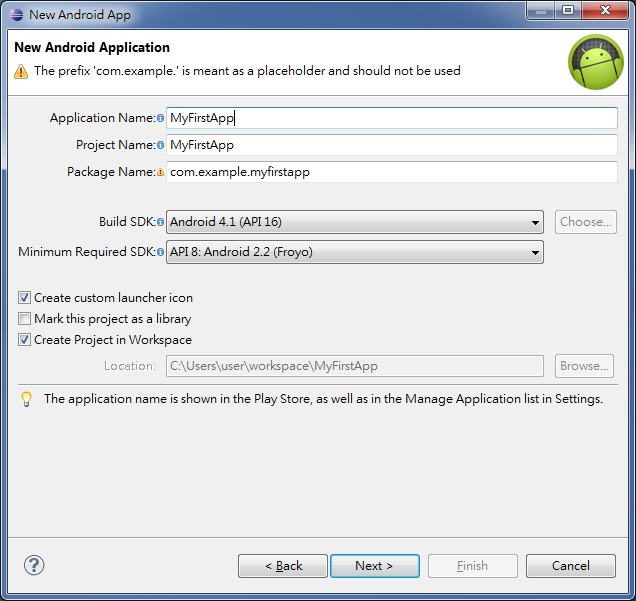 New Android App
New Android Application
The prefix 'com.example.' is meant as a placeholder and should not be used
Application Name: MyFirstApp
Project Name: MyFirstApp
Package Name: com.example.myfirstapp
Build SDK: Android 4.1 (API 16) Choose...
Minimum Required SDK: API 8: Android 2.2 (Froyo)
Create custom launcher icon
Mark this project as a library
Create Project in Workspace
Location: C:\Users\user\workspace\MyFirstApp Browse...
The application name is shown in the Play Store, as well as in the Manage Application list in Settings.
? < Back Next > Finish Cancel